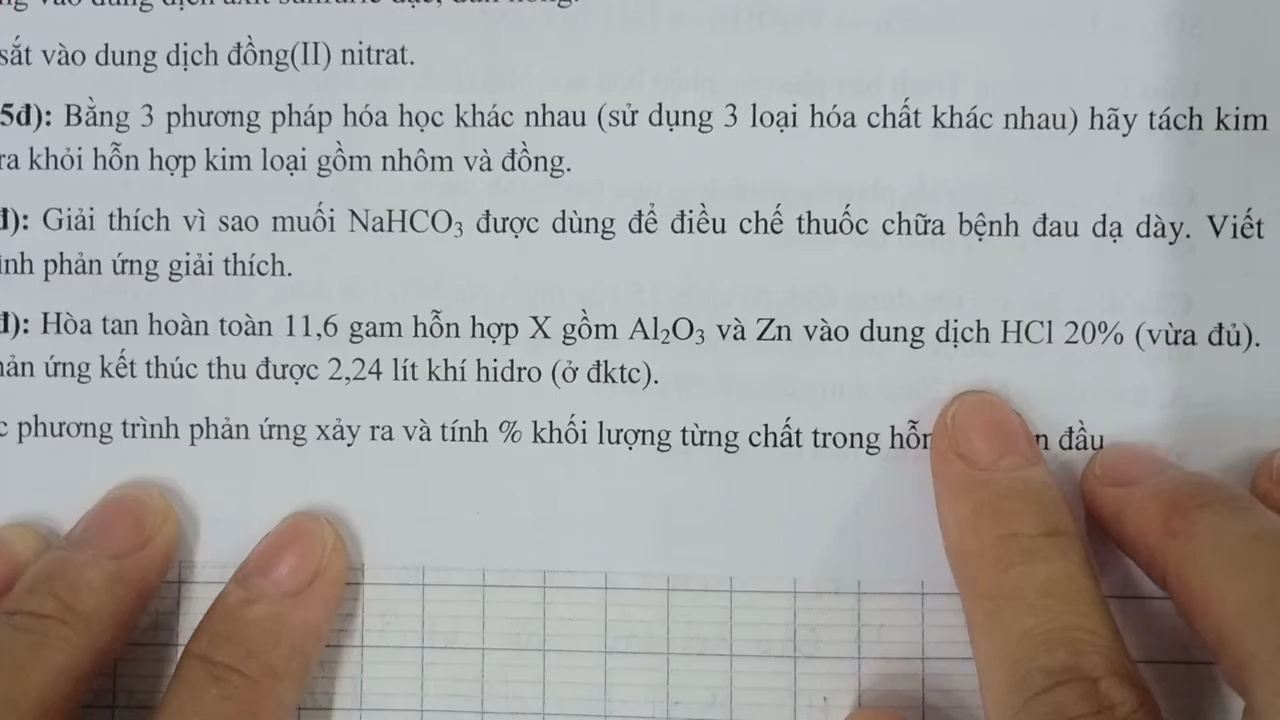 sắt vào dung dịch đồng(II) nitrat.
5đ): Bằng 3 phương pháp hóa học khác nhau (sử dụng 3 loại hóa chất khác nhau) hãy tách kim
ra khỏi hỗn hợp kim loại gồm nhôm và đồng.
): Giải thích vì sao muối NaHCO₃ được dùng để điều chế thuốc chữa bệnh đau dạ dày. Viết
phản ứng giải thích.
): Hòa tan hoàn toàn 11,6 gam hỗn hợp X gồm Al₂O₃ và Zn vào dung dịch HCl 20% (vừa đủ).
ứng kết thúc thu được 2,24 lít khí hidro (ở đktc).
phương trình phản ứng xảy ra và tính % khối lượng từng chất trong đầu